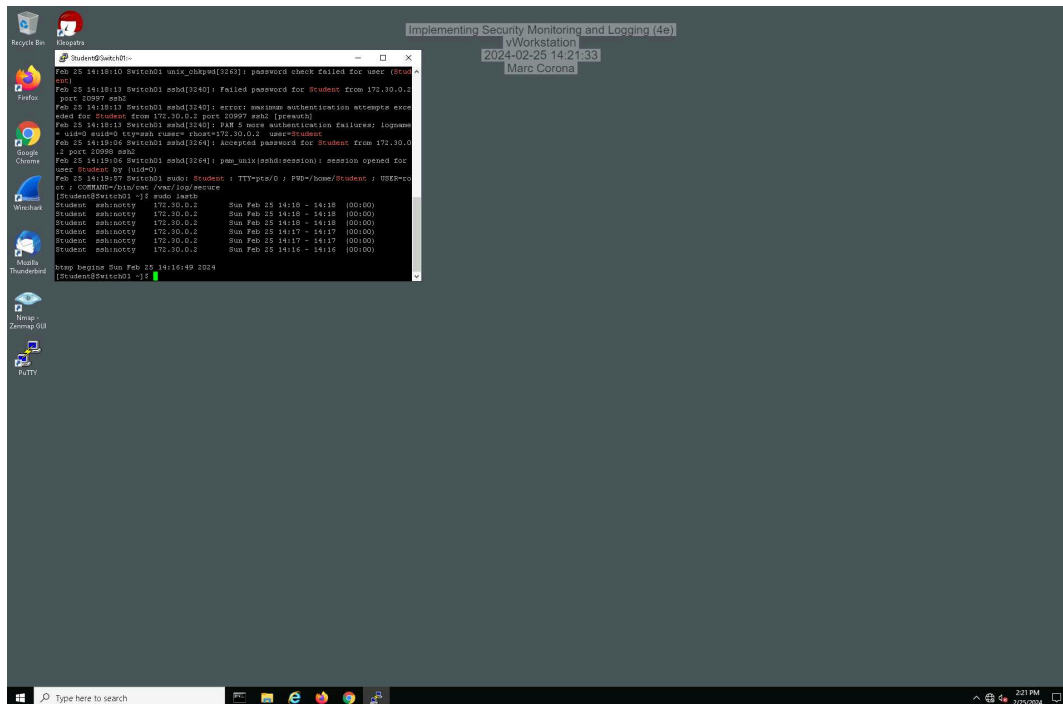 Implementing Security Monitoring and Logging (4e)
vWorkstation
2024-02-25 14:21:33
Marc Corona
Recycle Bin
Kleopatra
Firefox
Google
Chrome
Wireshark
Mozilla
Thunderbird
Nmap -
Zenmap GUI
PuTTY
Student@Switch01:~
Feb 25 14:18:10 Switch01 unix_chkpwd[3263]: password check failed for user (Stud
ent)
Feb 25 14:18:13 Switch01 sshd[3240]: Failed password for Student from 172.30.0.2
port 20997 ssh2
Feb 25 14:18:13 Switch01 sshd[3240]: error: maximum authentication attempts exce
eded for Student from 172.30.0.2 port 20997 ssh2 [preauth]
Feb 25 14:18:13 Switch01 sshd[3240]: PAM 5 more authentication failures; logname
= uid=0 euid=0 tty=ssh ruser= rhost=172.30.0.2  user=Student
Feb 25 14:19:06 Switch01 sshd[3264]: Accepted password for Student from 172.30.0
.2 port 20998 ssh2
Feb 25 14:19:06 Switch01 sshd[3264]: pam_unix(sshd:session): session opened for
user Student by (uid=0)
Feb 25 14:19:57 Switch01 sudo: Student : TTY=pts/0 ; PWD=/home/Student ; USER=ro
ot ; COMMAND=/bin/cat /var/log/secure
[Student@Switch01 ~]$ sudo lastb
Student ssh:notty 172.30.0.2 Sun Feb 25 14:18 - 14:18 (00:00)
Student ssh:notty 172.30.0.2 Sun Feb 25 14:18 - 14:18 (00:00)
Student ssh:notty 172.30.0.2 Sun Feb 25 14:18 - 14:18 (00:00)
Student ssh:notty 172.30.0.2 Sun Feb 25 14:17 - 14:17 (00:00)
Student ssh:notty 172.30.0.2 Sun Feb 25 14:17 - 14:17 (00:00)
Student ssh:notty 172.30.0.2 Sun Feb 25 14:16 - 14:16 (00:00)
btmp begins Sun Feb 25 14:16:49 2024
[Student@Switch01 ~]$
Type here to search
2:21 PM
2/25/2024